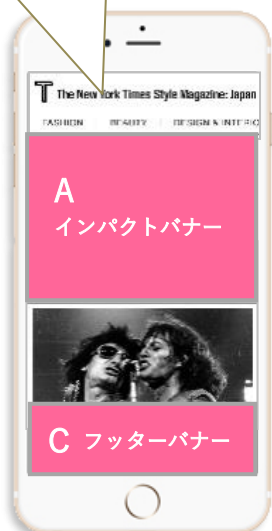 T The New York Times Style Magazine: Japan
FASHION BEAUTY DESIGN & INTERIO
A
インパクトバナー
C フッターバナー